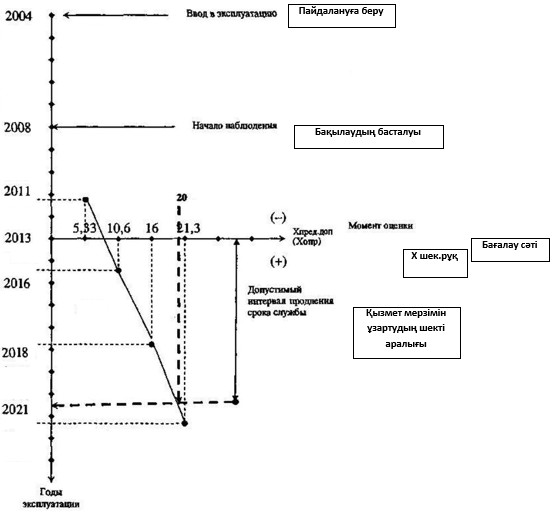 2004
Ввод в эксплуатацию
Пайдалануға беру
2008
Начало наблюдения
Бақылаудың басталуы
2011
20
5,33
10,6
16
21,3
(–)
Xпред.доп
(Xопр)
Момент оценки
2013
(+)
Бағалау сәті
X шек.рұқ
2016
Допустимый
интервал продления
срока службы
Қызмет мерзімін
ұзартудың шекті
аралығы
2018
2021
Годы
эксплуатации